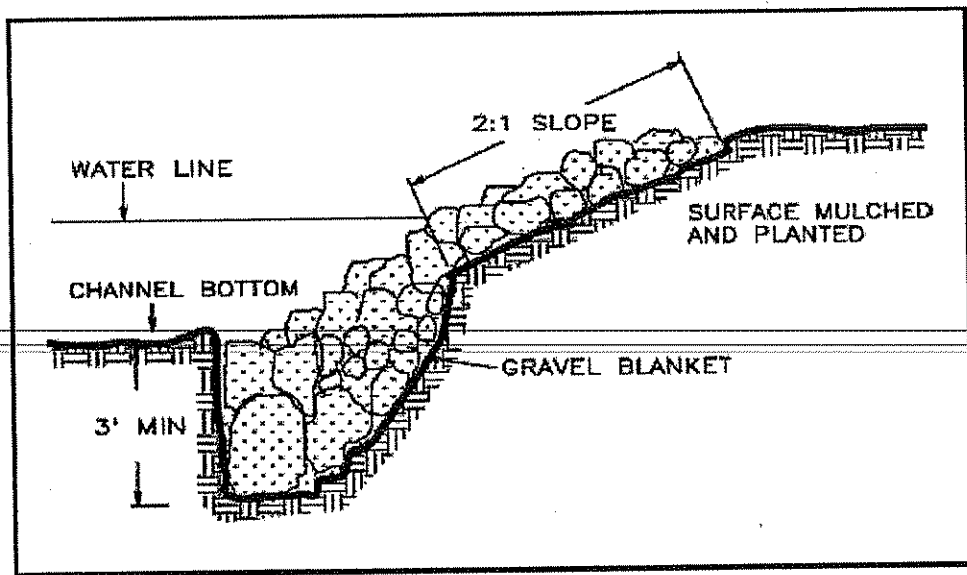 2:1 SLOPE
WATER LINE
SURFACE MULCHED
AND PLANTED
CHANNEL BOTTOM
GRAVEL BLANKET
3' MIN